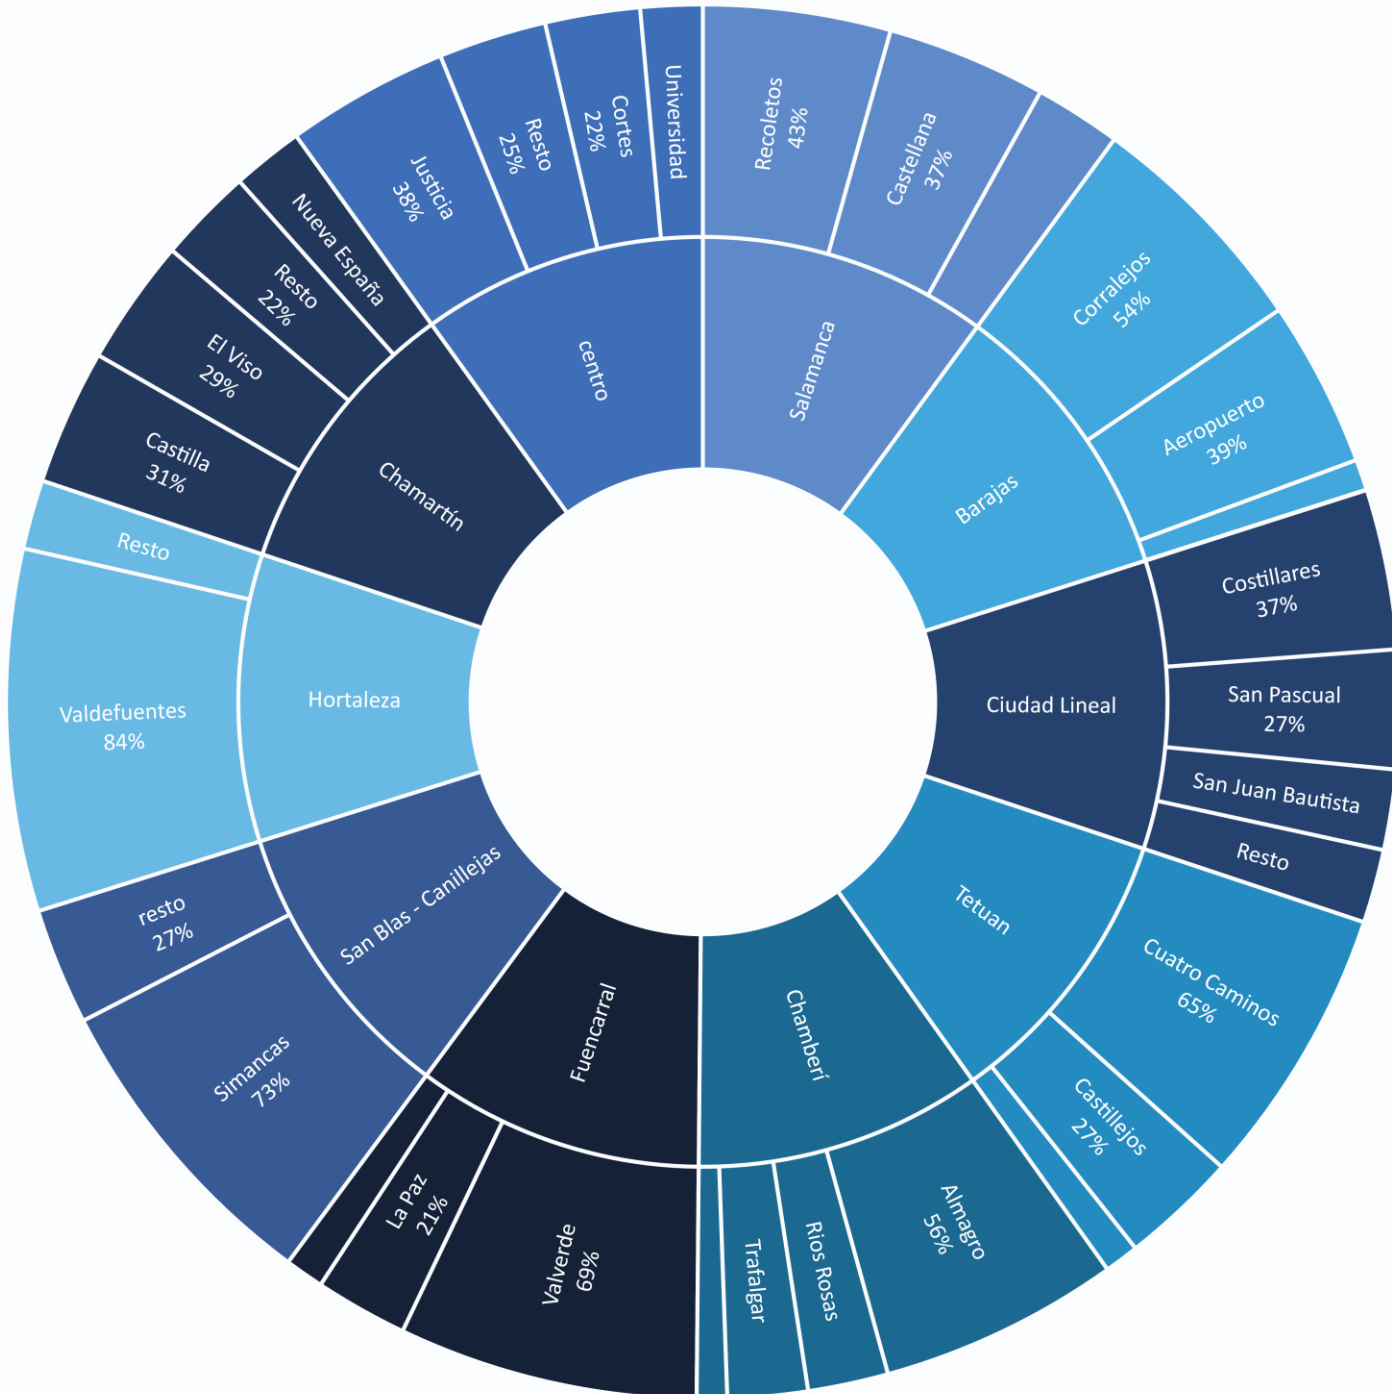 Recoletos
43%
Castellana
37%
Salamanca
Corralejos
54%
Aeropuerto
39%
Barajas
Costillares
37%
San Pascual
27%
San Juan Bautista
Resto
Ciudad Lineal
Cuatro Caminos
65%
Castillejos
27%
Tetuan
Almagro
56%
Rios Rosas
Trafalgar
Chamberí
Valverde
69%
La Paz
21%
Fuencarral
Simancas
73%
resto
27%
San Blas - Canillejas
Valdefuentes
84%
Resto
Hortaleza
Castilla
31%
El Viso
29%
Resto
22%
Nueva España
Chamartín
Justicia
38%
Resto
25%
Cortes
22%
Universidad
centro